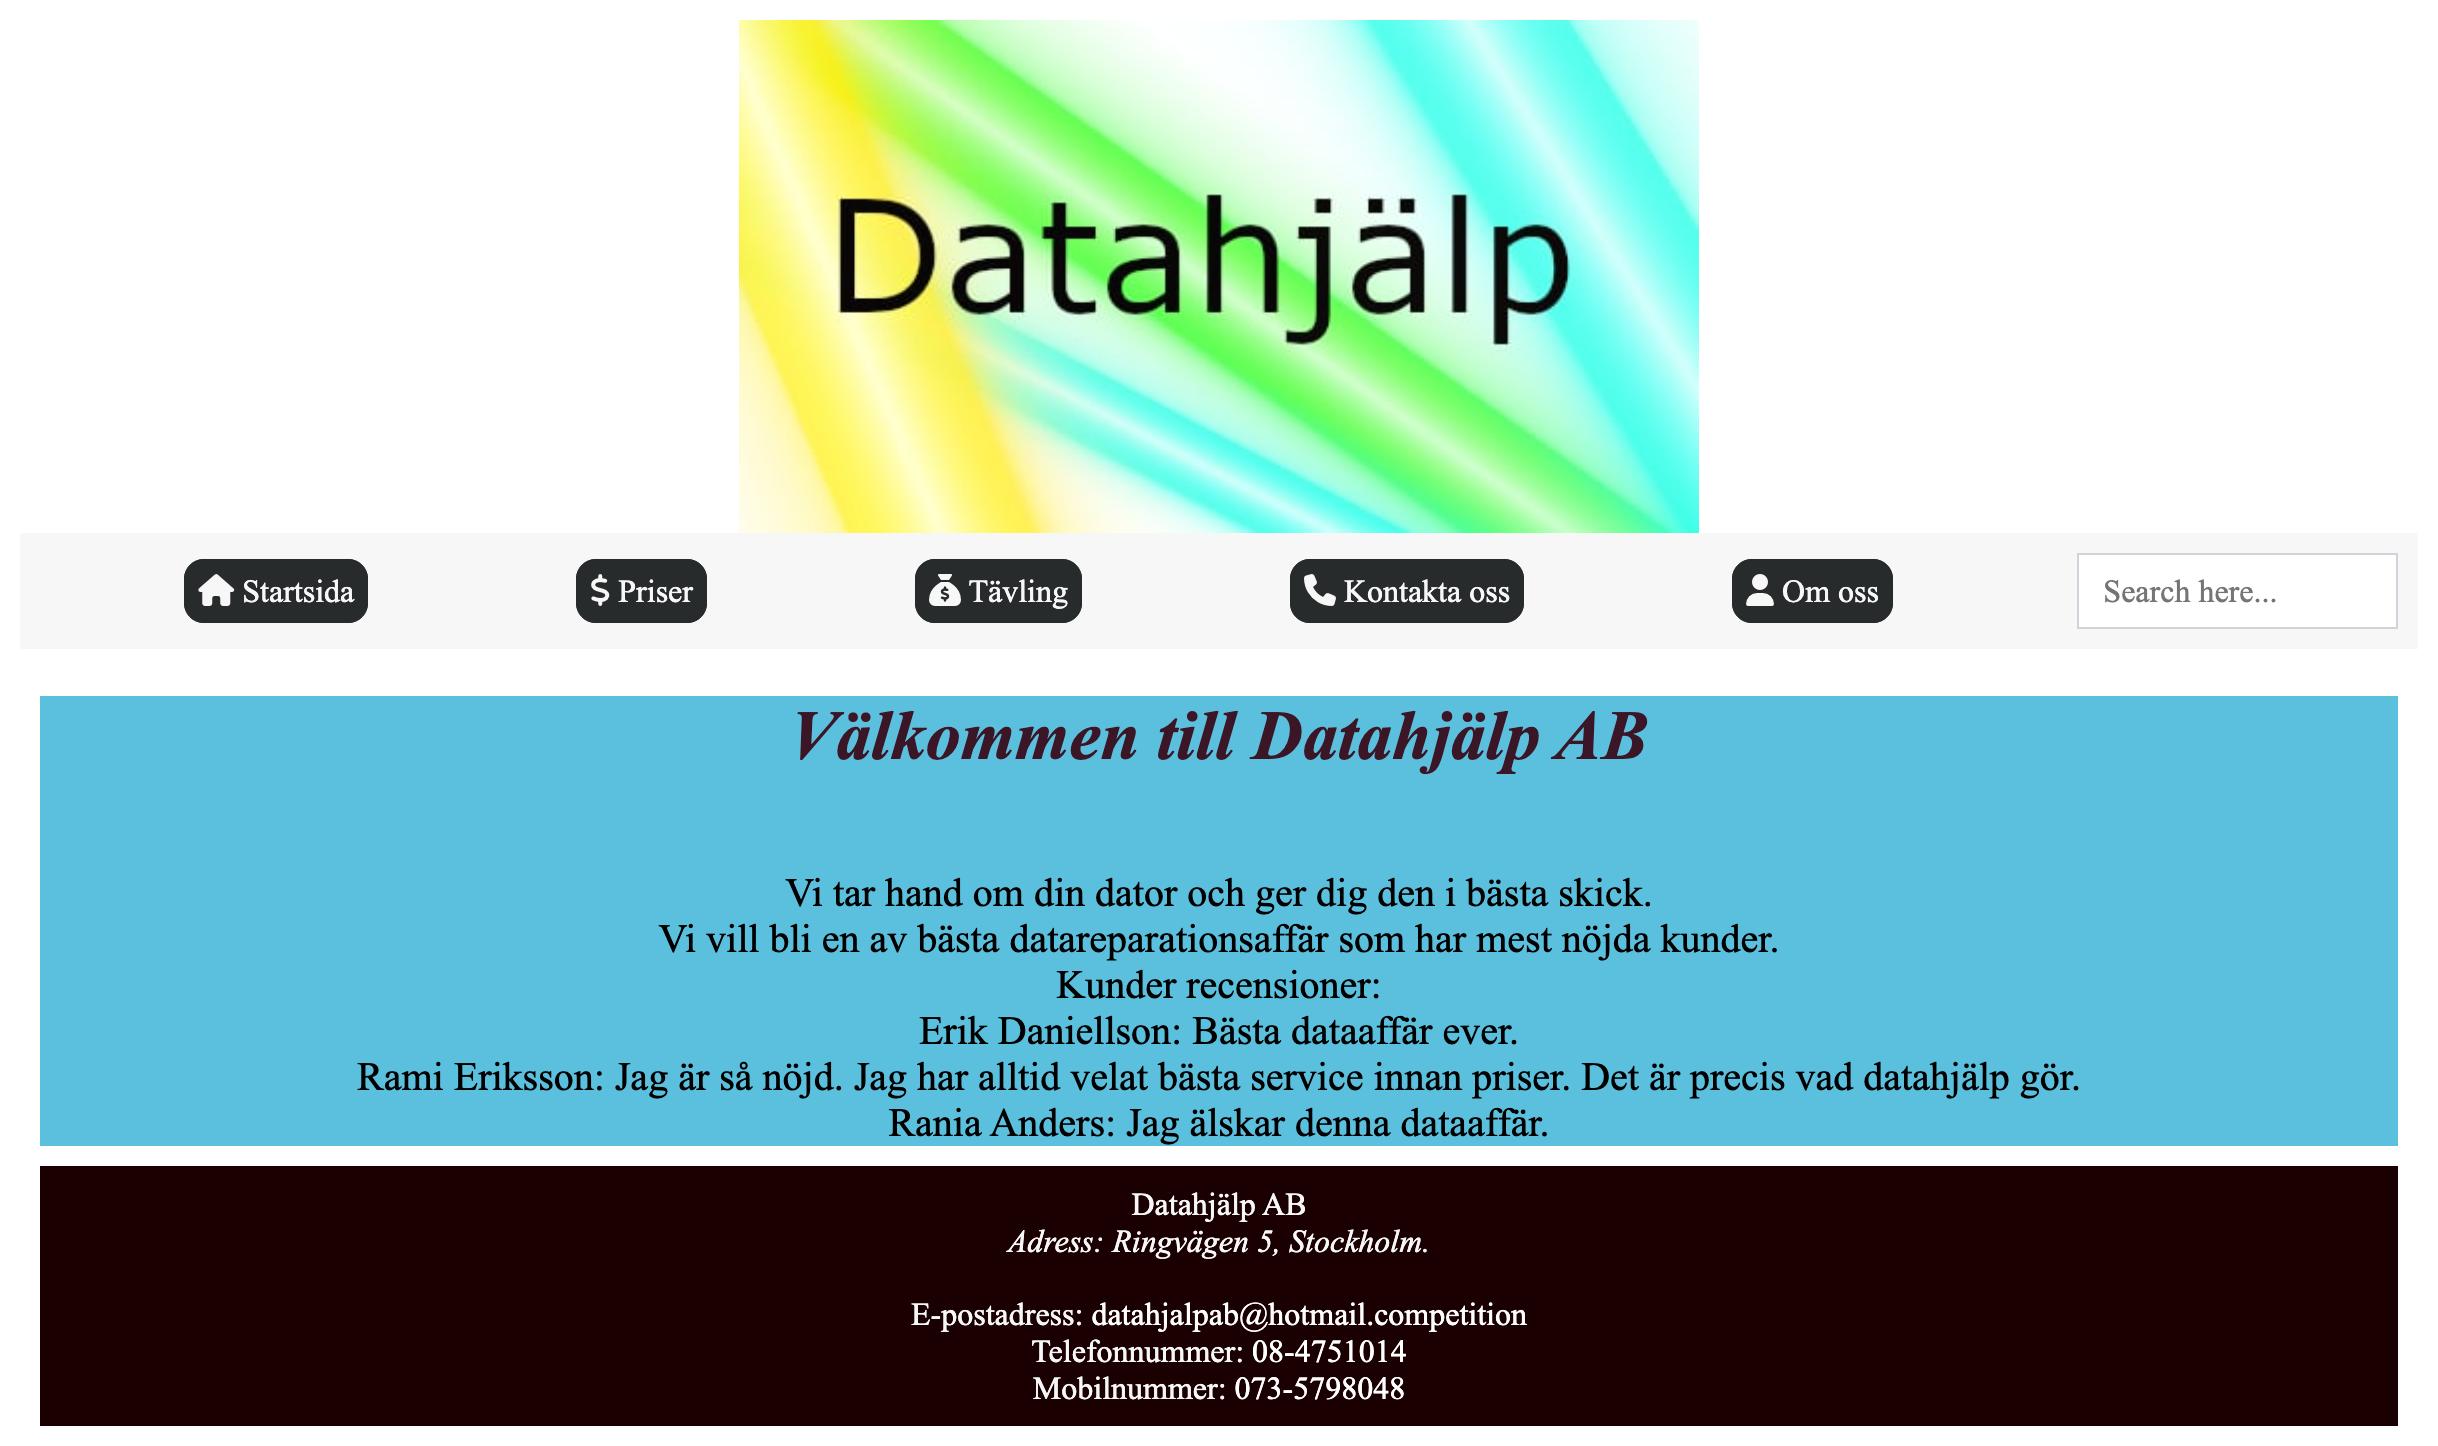 Datahjälp
Startsida Priser Tävling Kontakta oss Om oss Search here...
Välkommen till Datahjälp AB
Vi tar hand om din dator och ger dig den i bästa skick.
Vi vill bli en av bästa datareparationsaffär som har mest nöjda kunder.
Kunder recensioner:
Erik Daniellson: Bästa dataaffär ever.
Rami Eriksson: Jag är så nöjd. Jag har alltid velat bästa service innan priser. Det är precis vad datahjälp gör.
Rania Anders: Jag älskar denna dataaffär.
Datahjälp AB
Adress: Ringvägen 5, Stockholm.
E-postadress: datahjalpab@hotmail.competition
Telefonnummer: 08-4751014
Mobilnummer: 073-5798048